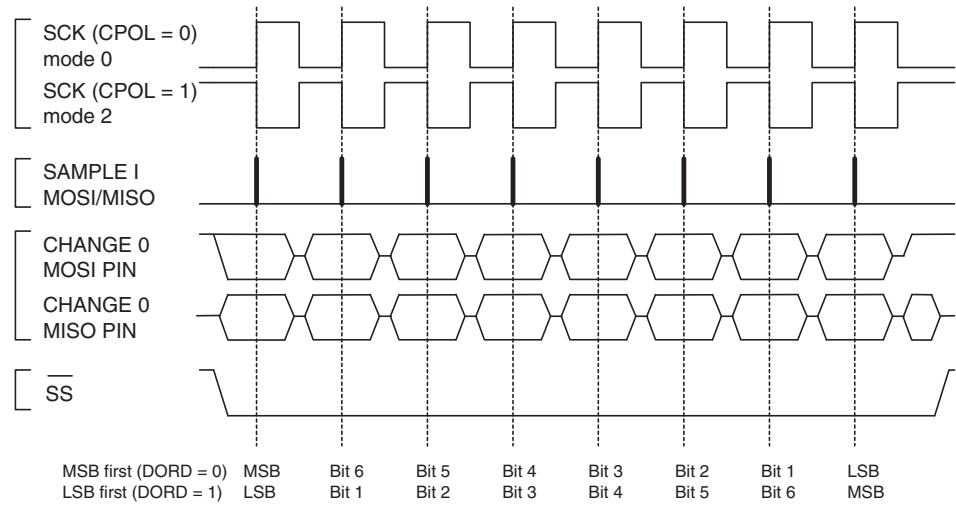 SCK (CPOL = 0)
mode 0
SCK (CPOL = 1)
mode 2
SAMPLE I
MOSI/MISO
CHANGE 0
MOSI PIN
CHANGE 0
MISO PIN
SS
MSB first (DORD = 0) MSB Bit 6 Bit 5 Bit 4 Bit 3 Bit 2 Bit 1 LSB
LSB first (DORD = 1) LSB Bit 1 Bit 2 Bit 3 Bit 4 Bit 5 Bit 6 MSB